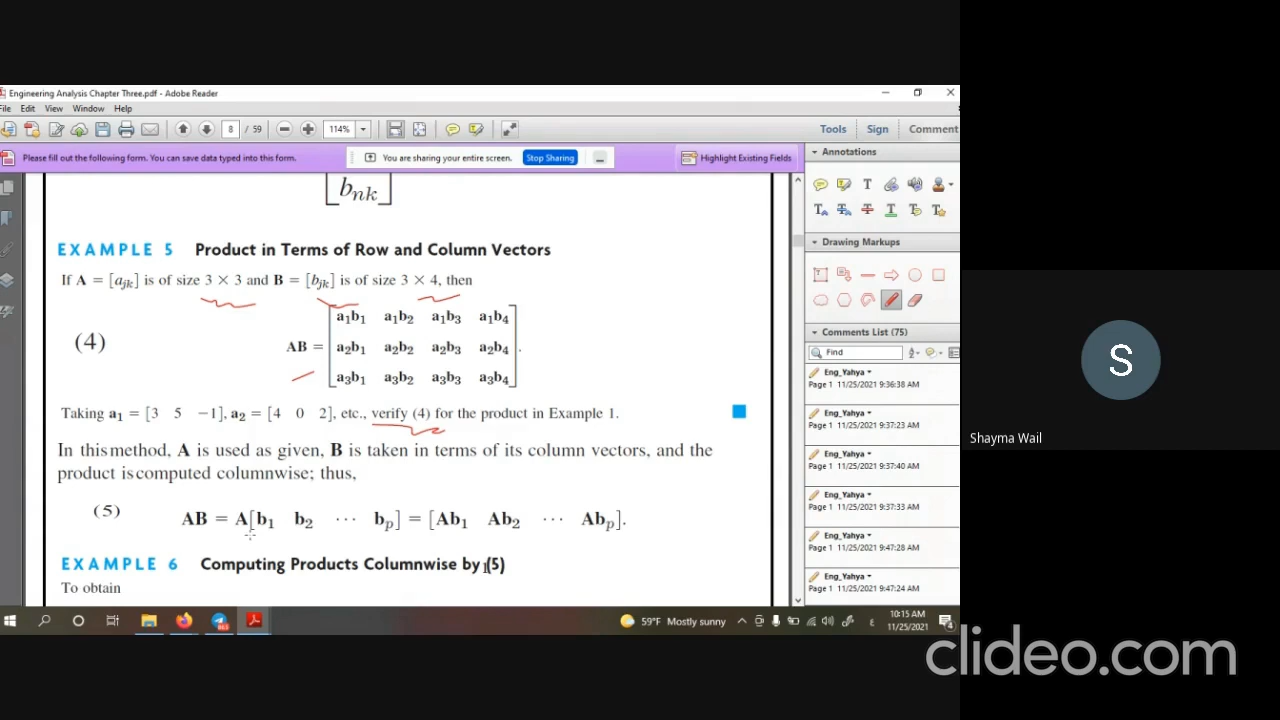 Engineering Analysis Chapter Three.pdf - Adobe Reader
File Edit View Window Help
8 / 59 114% Tools Sign Comment
Please fill out the following form. You can save data typed into this form. You are sharing your entire screen. Stop Sharing Highlight Existing Fields
Annotations
Drawing Markups
Comments List (75)
Find
Eng_Yahya
Page 1 11/25/2021 9:36:38 AM
Eng_Yahya
Page 1 11/25/2021 9:37:23 AM
Eng_Yahya
Page 1 11/25/2021 9:37:40 AM
Eng_Yahya
Page 1 11/25/2021 9:37:33 AM
Eng_Yahya
Page 1 11/25/2021 9:47:28 AM
Eng_Yahya
Page 1 11/25/2021 9:47:24 AM
bnk
EXAMPLE 5 Product in Terms of Row and Column Vectors
If A = [ajk] is of size 3 × 3 and B = [bjk] is of size 3 × 4, then
a1b1 a1b2 a1b3 a1b4
(4) AB = a2b1 a2b2 a2b3 a2b4 .
a3b1 a3b2 a3b3 a3b4
Taking a1 = [3 5 −1], a2 = [4 0 2], etc., verify (4) for the product in Example 1.
In this method, A is used as given, B is taken in terms of its column vectors, and the
product is computed columnwise; thus,
(5) AB = A[b1 b2 ⋯ bp] = [Ab1 Ab2 ⋯ Abp].
EXAMPLE 6 Computing Products Columnwise by (5)
To obtain
59°F Mostly sunny ع 10:15 AM
11/25/2021
S
Shayma Wail
clideo.com